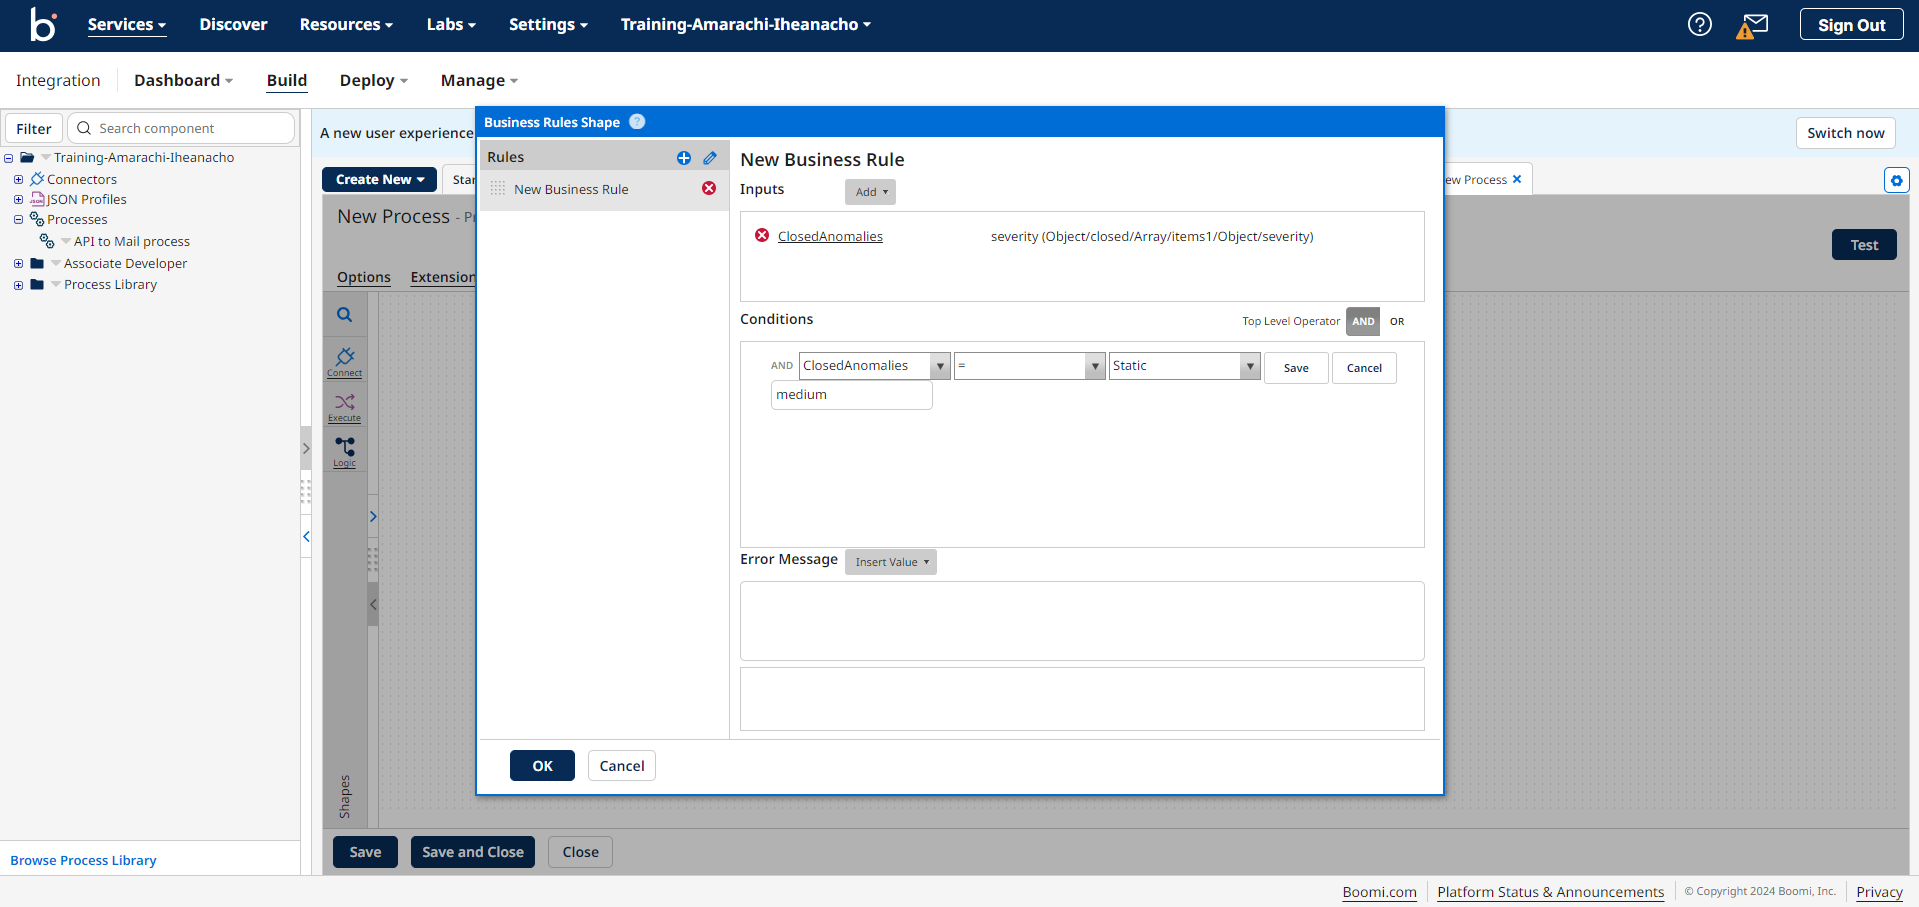 b Services Discover Resources Labs Settings Training-Amarachi-Iheanacho Sign Out
Integration Dashboard Build Deploy Manage
Filter Search component
Training-Amarachi-Iheanacho
Connectors
JSON JSON Profiles
Processes
API to Mail process
Associate Developer
Process Library
Browse Process Library
A new user experience
Switch now
Create New Star ew Process
New Process - Pr
Test
Options Extension
Connect
Execute
Logic
Shapes
Business Rules Shape ?
Rules
New Business Rule
New Business Rule
Inputs Add
ClosedAnomalies severity (Object/closed/Array/items1/Object/severity)
Conditions Top Level Operator AND OR
AND ClosedAnomalies = Static Save Cancel
medium
Error Message Insert Value
OK Cancel
Save Save and Close Close
Boomi.com Platform Status & Announcements © Copyright 2024 Boomi, Inc. Privacy